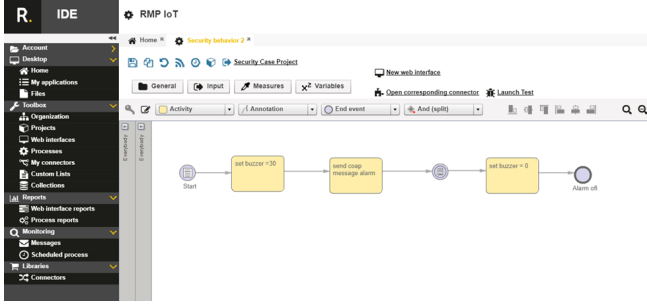 R. IDE
RMP IoT
Home × Security behavior 2 ×
Account
Desktop
Home
My applications
Files
Toolbox
Organization
Projects
Web interfaces
Processes
My connectors
Custom Lists
Collections
Reports
Web interface reports
Process reports
Monitoring
Messages
Scheduled process
Libraries
Connectors
Security Case Project
New web interface
General Input Measures x² Variables
Open corresponding connector Launch Test
Activity Annotation End event And (split)
set buzzer =30
send coap
message alarm
set buzzer = 0
Start
Alarm off